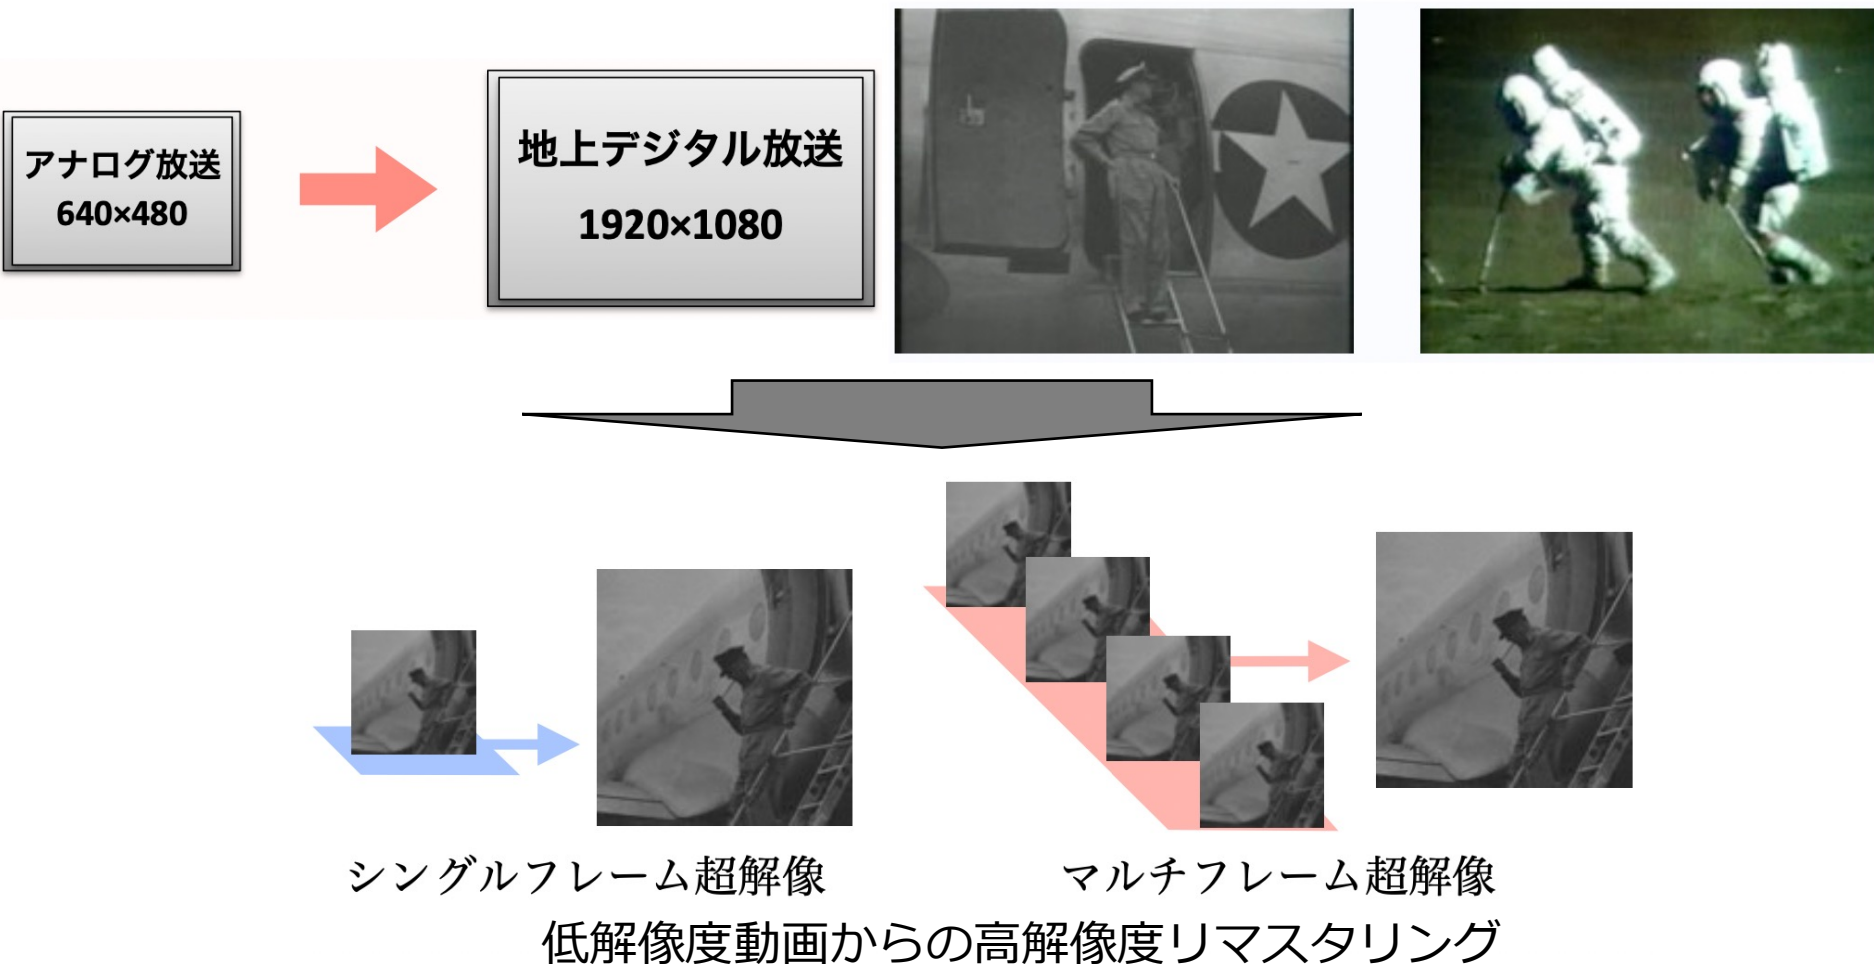 アナログ放送
640×480
地上デジタル放送
1920×1080
シングルフレーム超解像
マルチフレーム超解像
低解像度動画からの高解像度リマスタリング